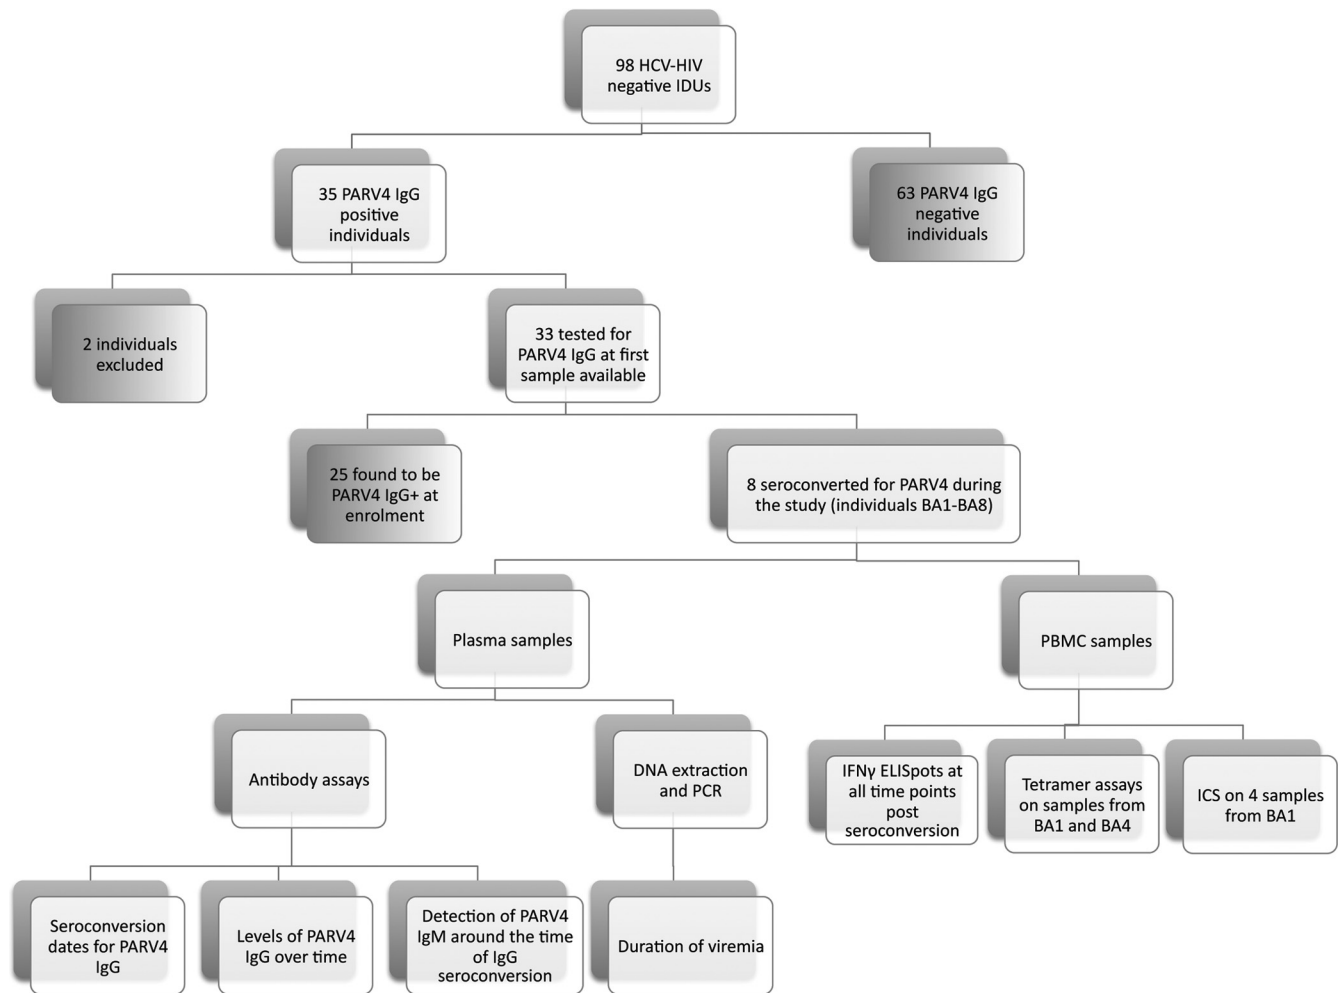 98 HCV-HIV
negative IDUs
35 PARV4 IgG
positive
individuals
63 PARV4 IgG
negative
individuals
2 individuals
excluded
33 tested for
PARV4 IgG at first
sample available
25 found to be
PARV4 IgG+ at
enrolment
8 seroconverted for PARV4 during
the study (individuals BA1-BA8)
Plasma samples
PBMC samples
Antibody assays
DNA extraction
and PCR
IFNγ ELISpots at
all time points
post
seroconversion
Tetramer assays
on samples from
BA1 and BA4
ICS on 4 samples
from BA1
Seroconversion
dates for PARV4
IgG
Levels of PARV4
IgG over time
Detection of PARV4
IgM around the time
of IgG
seroconversion
Duration of viremia